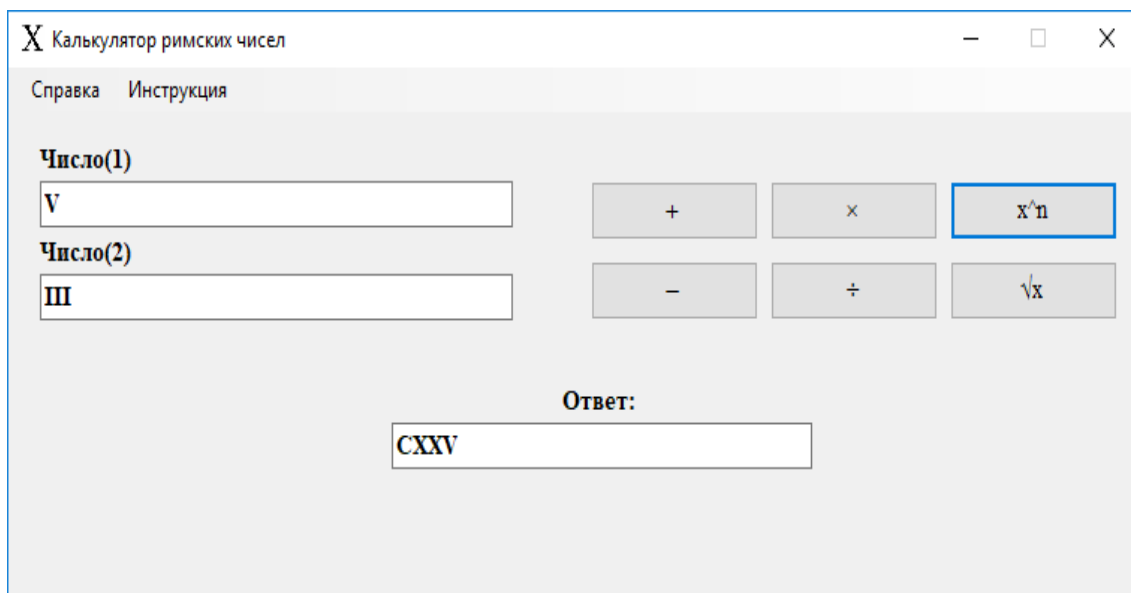 X Калькулятор римских чисел
Справка Инструкция
Число(1)
V
Число(2)
III
+ × x^n
− ÷ √x
Ответ:
CXXV